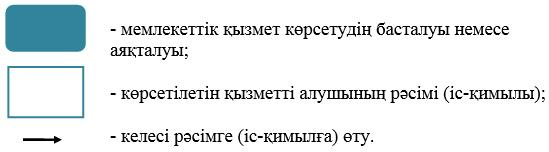 - мемлекеттік қызмет көрсетудің басталуы немесе
аяқталуы;
- көрсетілетін қызметті алушының рәсімі (іс-қимылы);
- келесі рәсімге (іс-қимылға) өту.